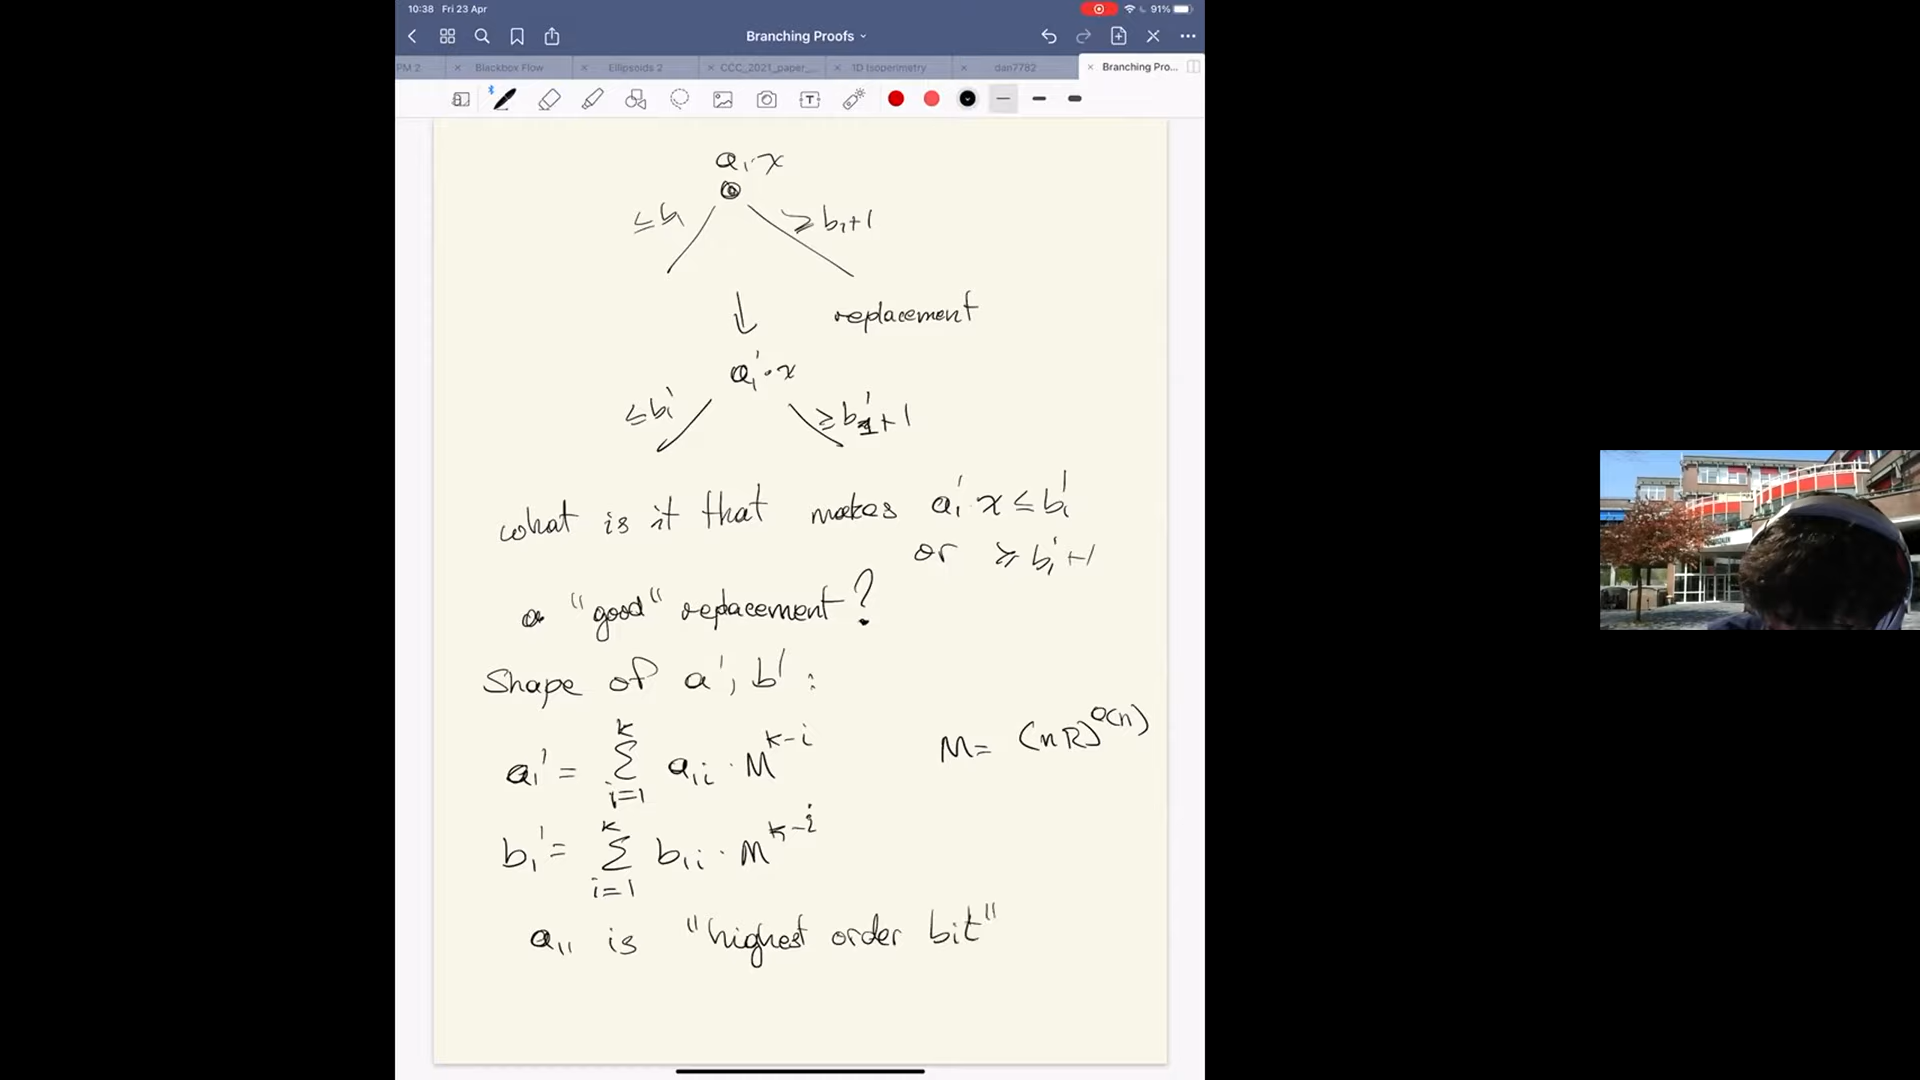 10:38 Fri 23 Apr
91%
Branching Proofs
PM 2
Blackbox Flow
Ellipsoids 2
CCC_2021_paper_...
1D Isoperimetry
dan7782
Branching Pro...
a₁·x
≤b₁ ≥b₁+1
↓ replacement
a₁'·x
≤b₁' ≥b₁'+1
what is it that makes a₁'·x ≤ b₁'
or ≥ b₁'+1
a "good" replacement?
Shape of a', b' :
a₁' = Σ_{i=1}^{k} a₁ᵢ · M^{k-i} M = (nR)^{O(n)}
b₁' = Σ_{i=1}^{k} b₁ᵢ · M^{k-i}
a₁₁ is "highest order bit"